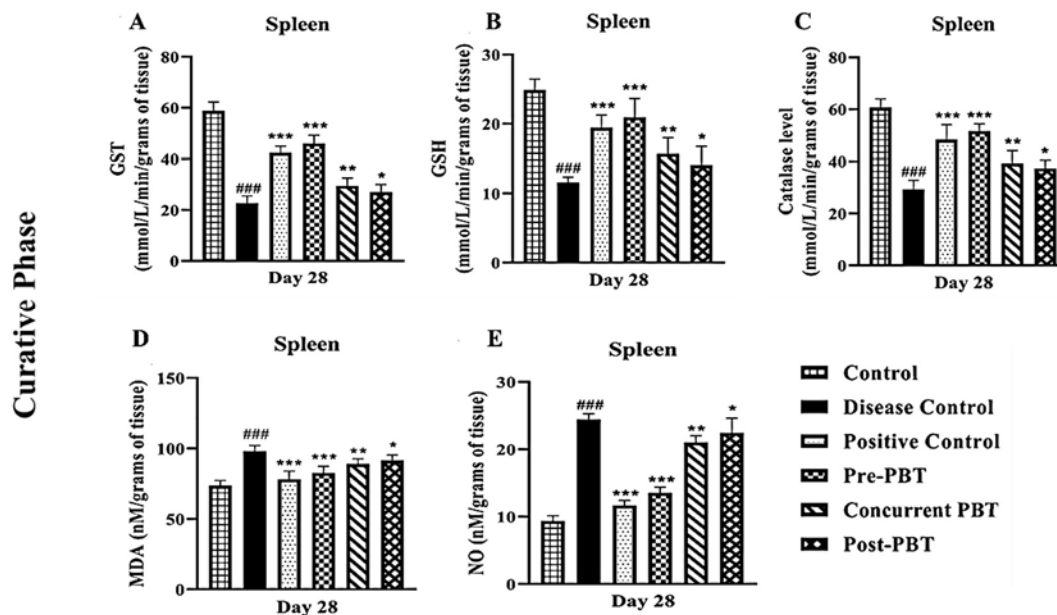 Curative Phase
A
Spleen
GST
(mmol/L/min/grams of tissue)
80
60
40
20
0
###
***
***
**
*
Day 28
B
Spleen
GSH
(mmol/L/min/grams of tissue)
30
20
10
0
###
***
***
**
*
Day 28
C
Spleen
Catalase level
(mmol/L/min/grams of tissue)
80
60
40
20
0
###
***
***
**
*
Day 28
D
Spleen
MDA (nM/grams of tissue)
150
100
50
0
###
***
***
**
*
Day 28
E
Spleen
NO (nM/grams of tissue)
30
20
10
0
###
***
***
**
*
Day 28
Control
Disease Control
Positive Control
Pre-PBT
Concurrent PBT
Post-PBT